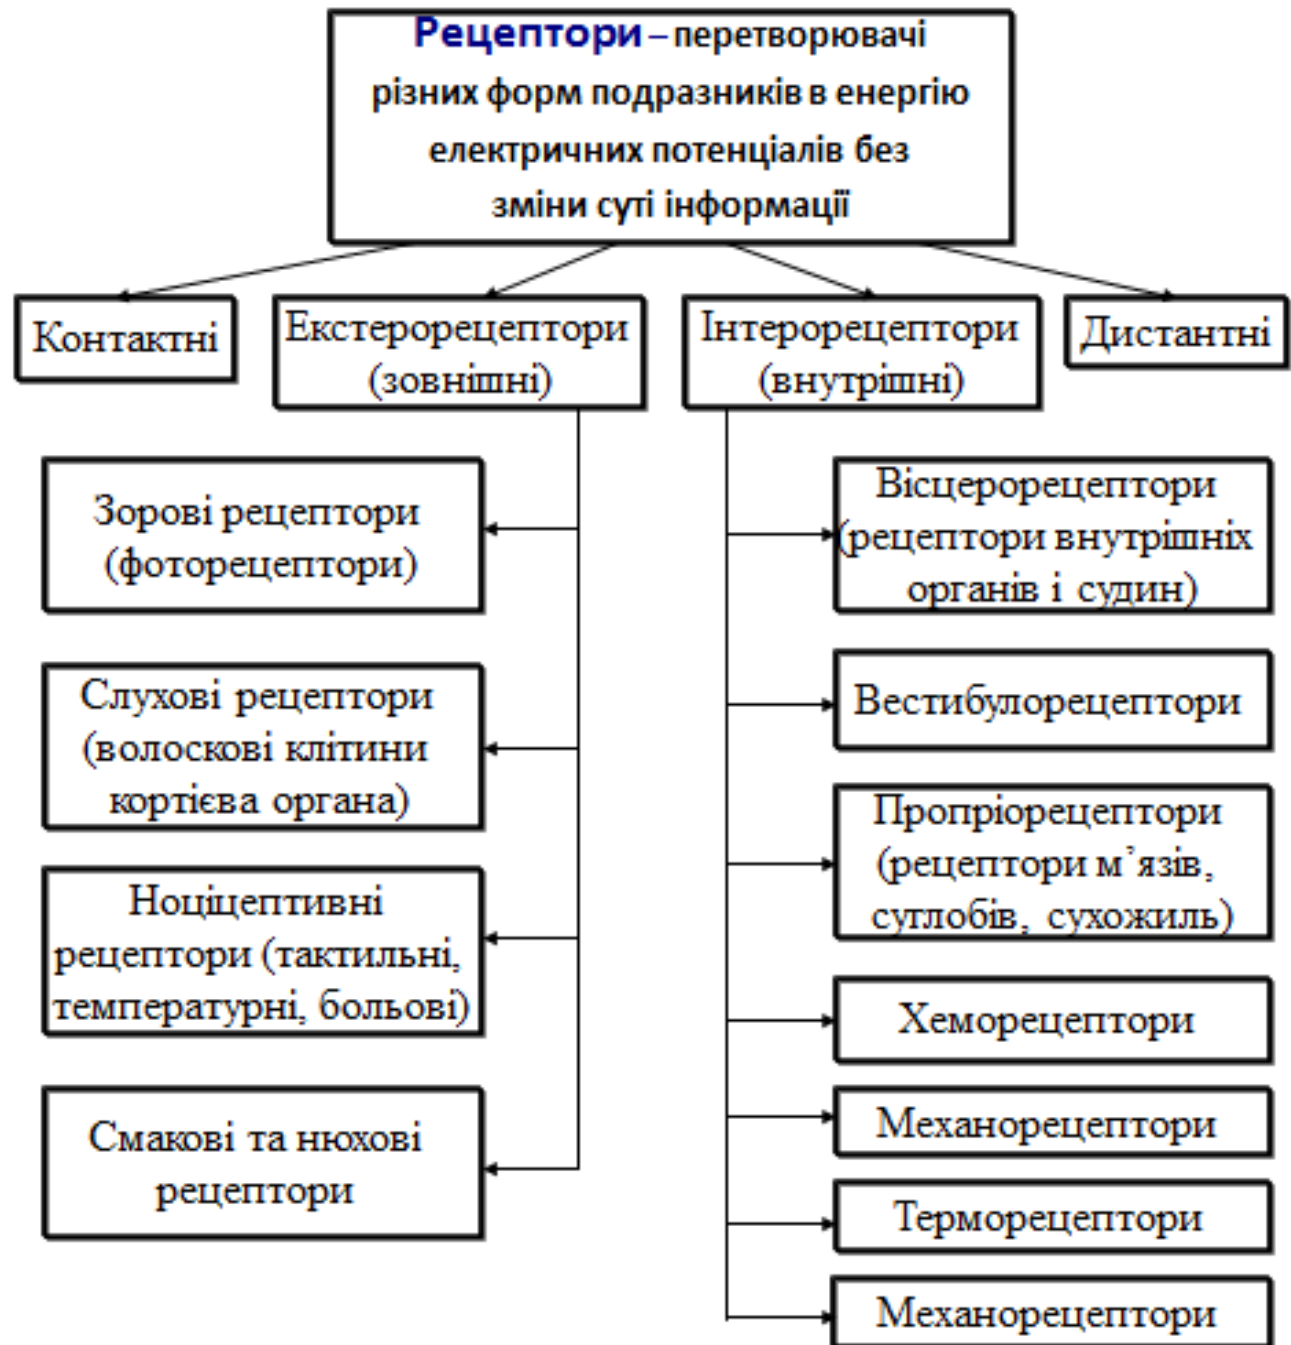 Рецептори – перетворювачі
різних форм подразників в енергію
електричних потенціалів без
зміни суті інформації
Контактні
Екстерорецептори
(зовнішні)
Інтерорецептори
(внутрішні)
Дистантні
Зорові рецептори
(фоторецептори)
Слухові рецептори
(волоскові клітини
кортієва органа)
Ноціцептивні
рецептори (тактильні,
температурні, больові)
Смакові та нюхові
рецептори
Вісцерорецептори
(рецептори внутрішніх
органів і судин)
Вестибулорецептори
Пропріорецептори
(рецептори м’язів,
суглобів, сухожиль)
Хеморецептори
Механорецептори
Терморецептори
Механорецептори